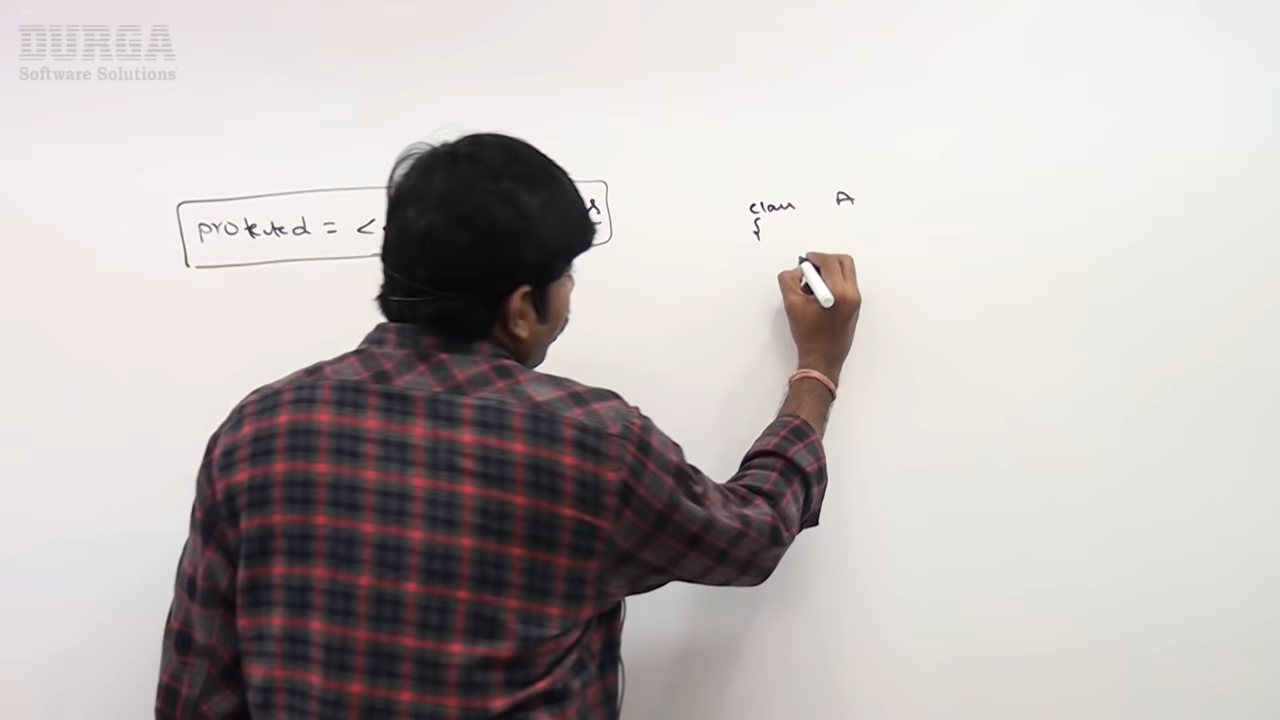 DURGA
Software Solutions
protected = <
class A
{